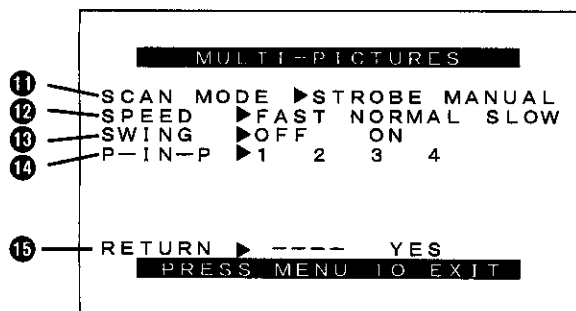 MULTI-PICTURES
⓫ SCAN MODE ▶STROBE MANUAL
⓬ SPEED ▶FAST NORMAL SLOW
⓭ SWING ▶OFF ON
⓮ P-IN-P ▶1 2 3 4
⓯ RETURN ▶ ---- YES
PRESS MENU TO EXIT